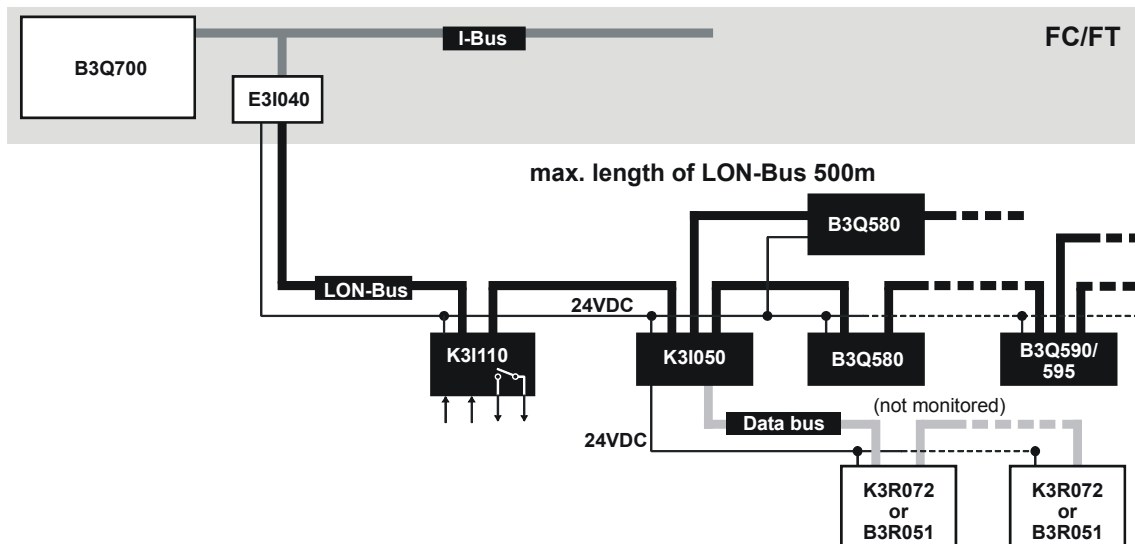 I-Bus
FC/FT
B3Q700
E3I040
max. length of LON-Bus 500m
B3Q580
LON-Bus
24VDC
K3I110
K3I050
B3Q580
B3Q590/
595
(not monitored)
Data bus
24VDC
K3R072
or
B3R051
K3R072
or
B3R051